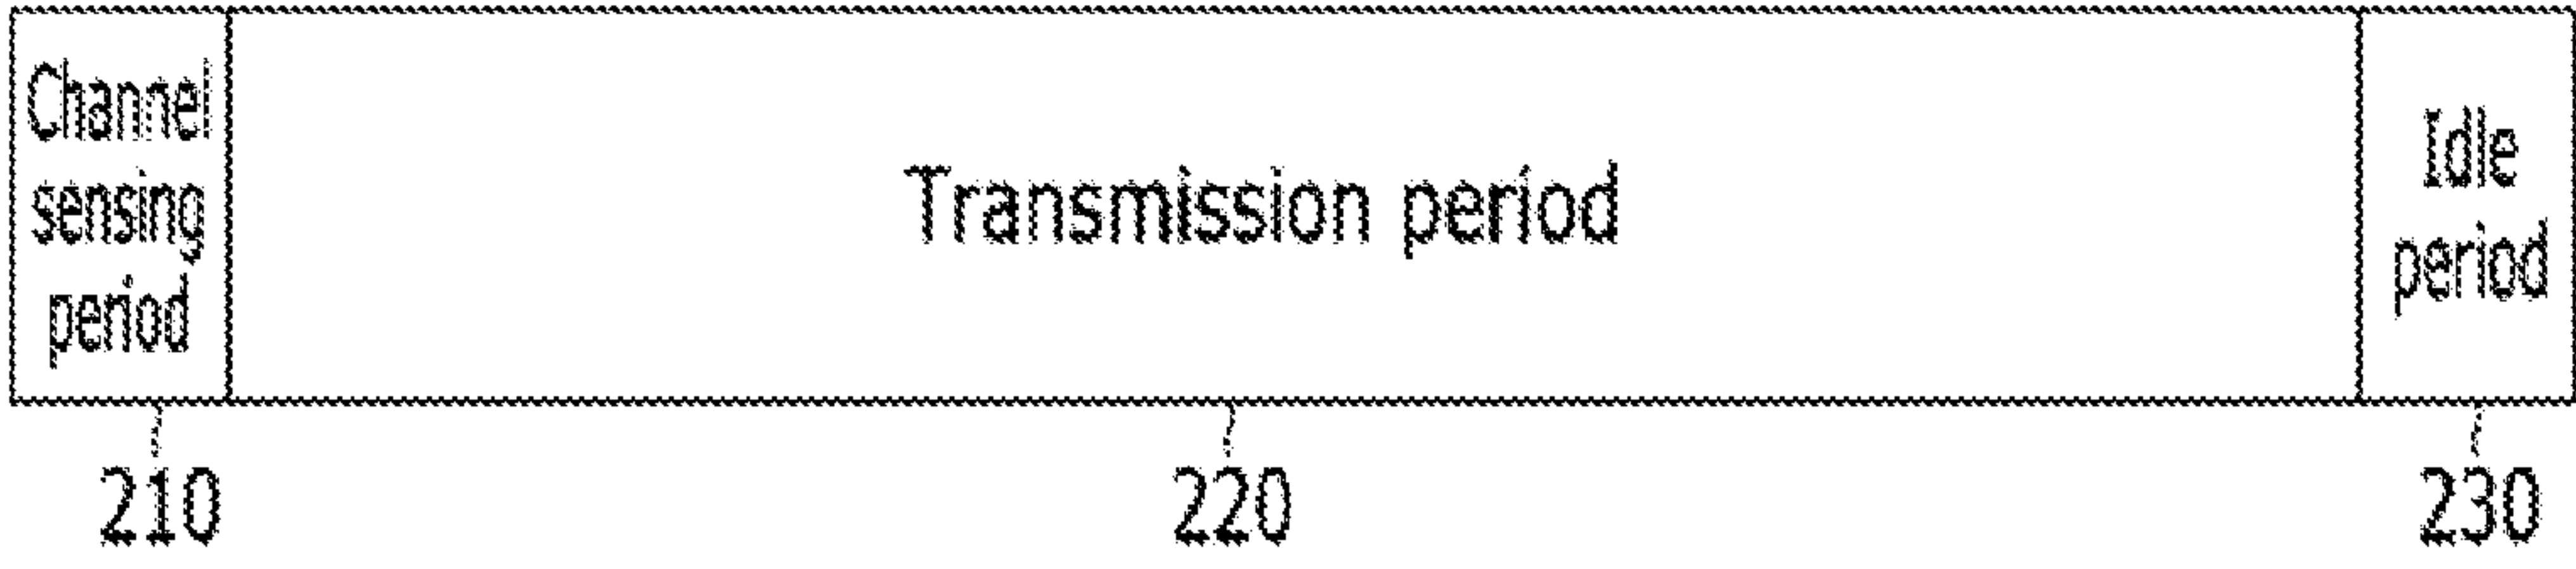 Channel
sensing
period
Transmission period
Idle
period
210
220
230